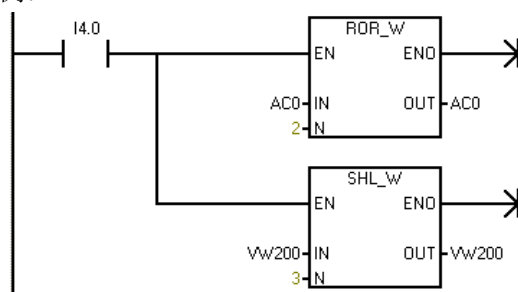 I4.0
ROR_W
EN ENO
AC0 IN OUT AC0
2 N
SHL_W
EN ENO
VW200 IN OUT VW200
3 N